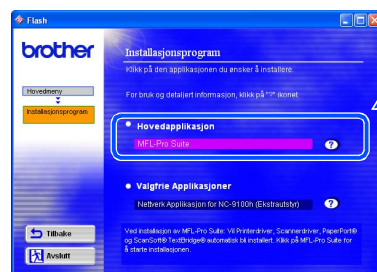 Flash
brother
Installasjonsprogram
Klikk på den applikasjonen du ønsker å installere.
For bruk og detaljert informasjon, klikk på "?" ikonet
Hovedmeny
Installasjonsprogram
Hovedapplikasjon
MFL-Pro Suite
?
Valgfrie Applikasjoner
Nettverk Applikasjon for NC-9100h (Ekstrautstyr)
?
Tilbake
Avslutt
Ved installasjon av MFL-Pro Suite: Vil Printerdriver, Scannerdriver, PaperPort®
og ScanSoft® TextBridge® automatisk bli installert. Klikk på MFL-Pro Suite for
å starte installasjonen.